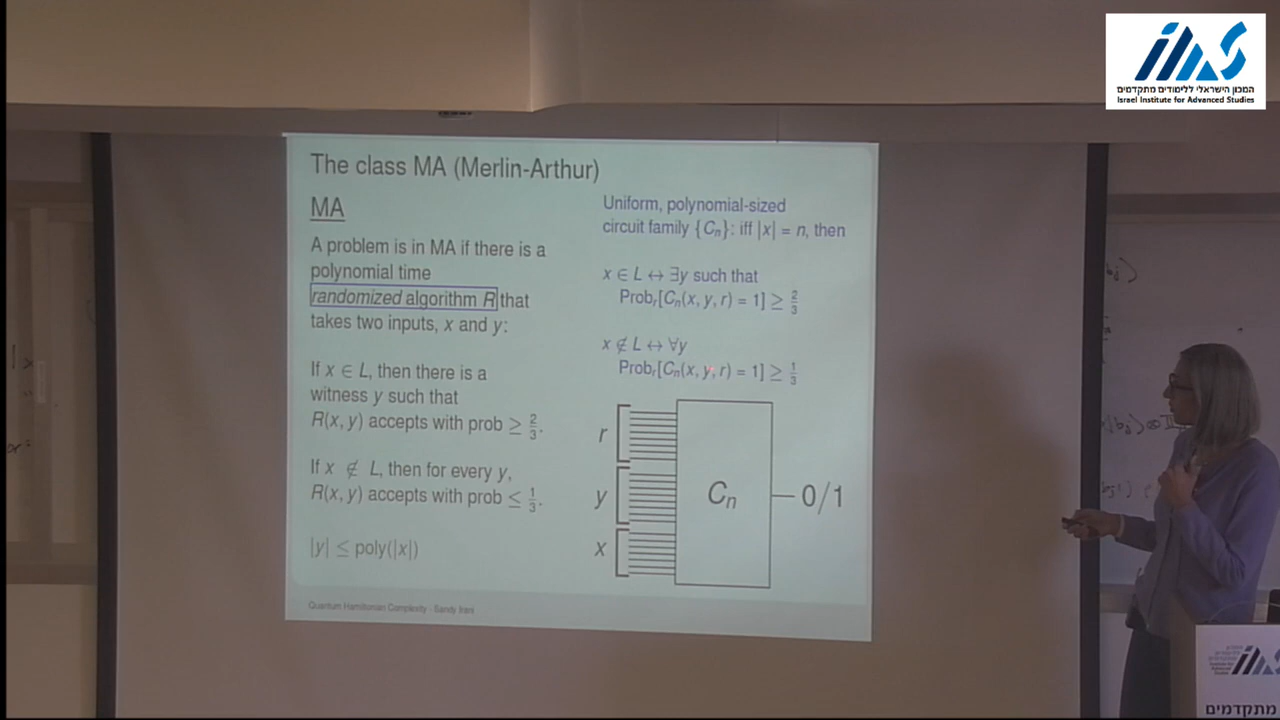 המכון הישראלי ללימודים מתקדמים
Israel Institute for Advanced Studies
The class MA (Merlin-Arthur)
MA
A problem is in MA if there is a
polynomial time
randomized algorithm R that
takes two inputs, x and y:
If x ∈ L, then there is a
witness y such that
R(x, y) accepts with prob ≥ 2/3.
If x ∉ L, then for every y,
R(x, y) accepts with prob ≤ 1/3.
|y| ≤ poly(|x|)
Uniform, polynomial-sized
circuit family {Cn}: iff |x| = n, then
x ∈ L ↔ ∃y such that
Probr[Cn(x, y, r) = 1] ≥ 2/3
x ∉ L ↔ ∀y
Probr[Cn(x, y, r) = 1] ≥ 1/3
r
y
x
Cn
0/1
Quantum Hamiltonian Complexity - Sandy Irani
מתקדמים